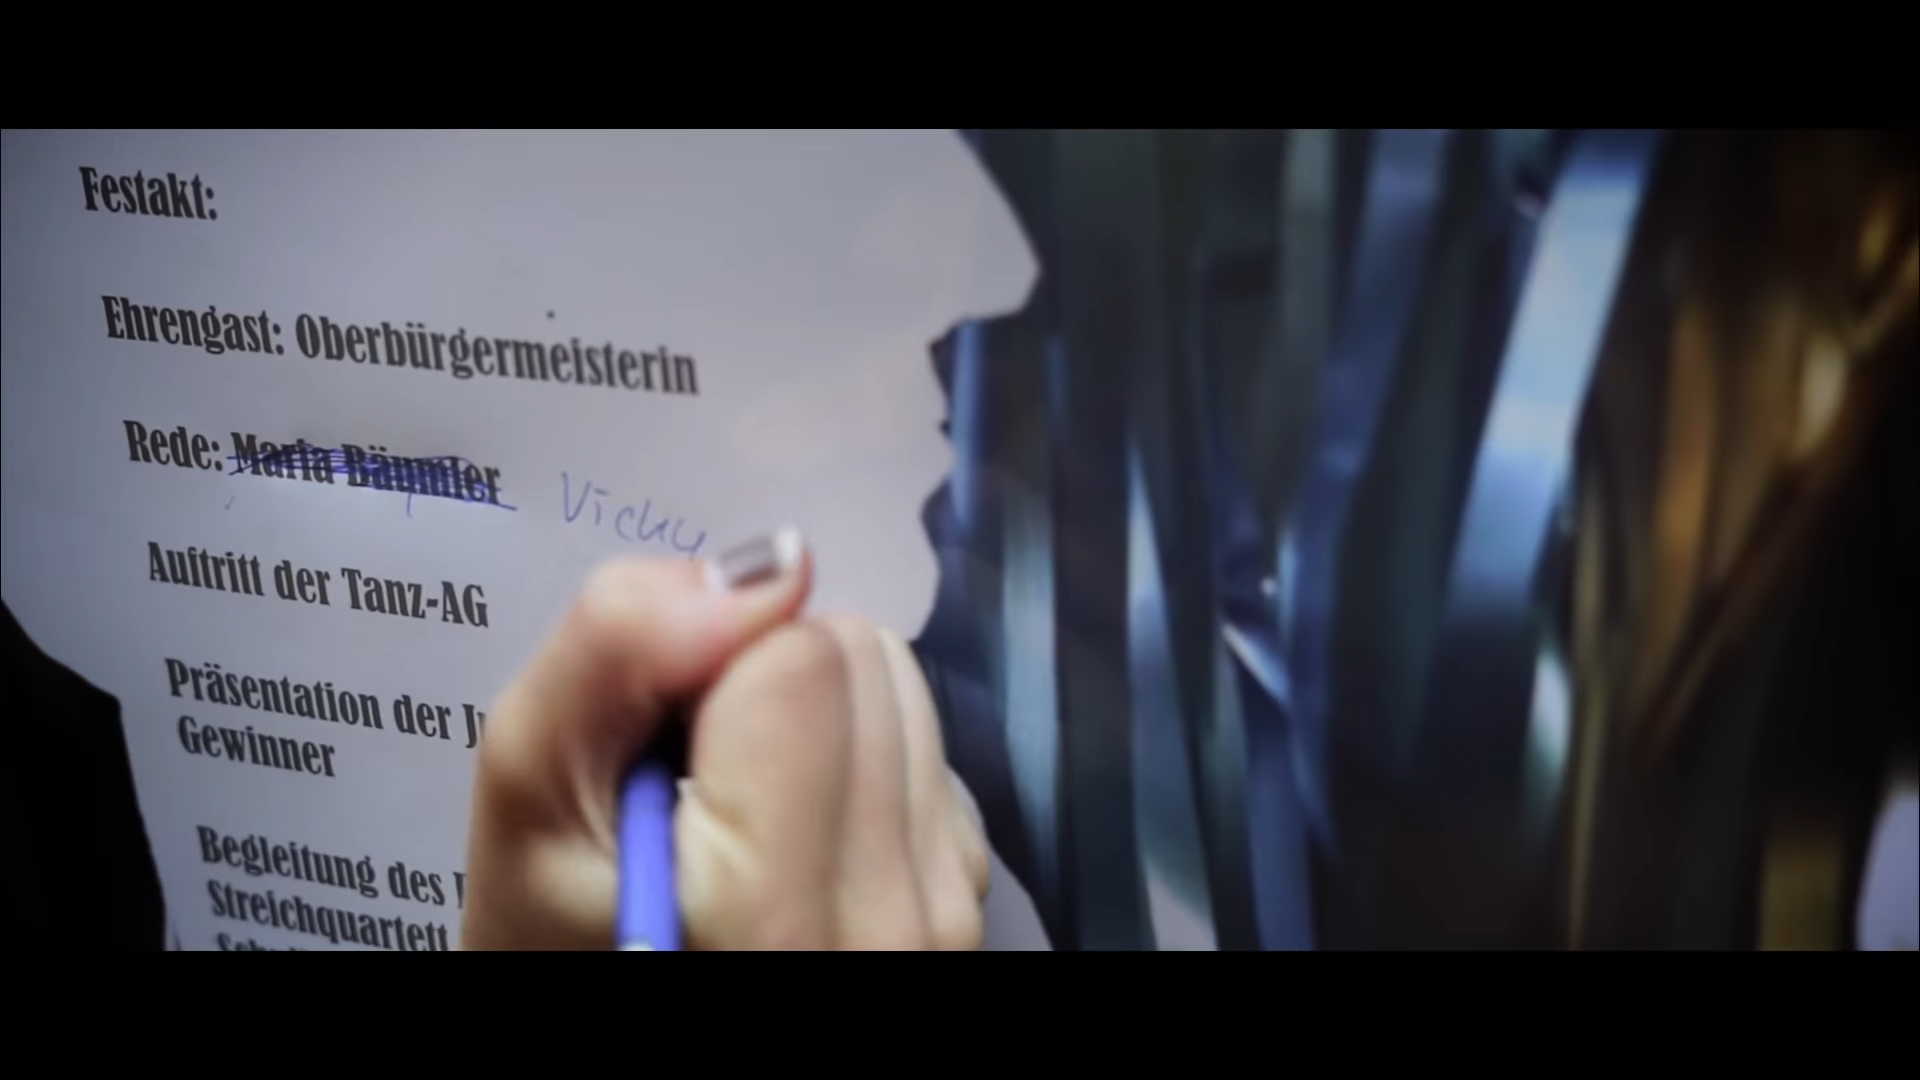 Festakt:
Ehrengast: Oberbürgermeisterin
Rede: Maria Bäumler Vicky
Auftritt der Tanz-AG
Präsentation der
Gewinner
Begleitung des
Streichquartett